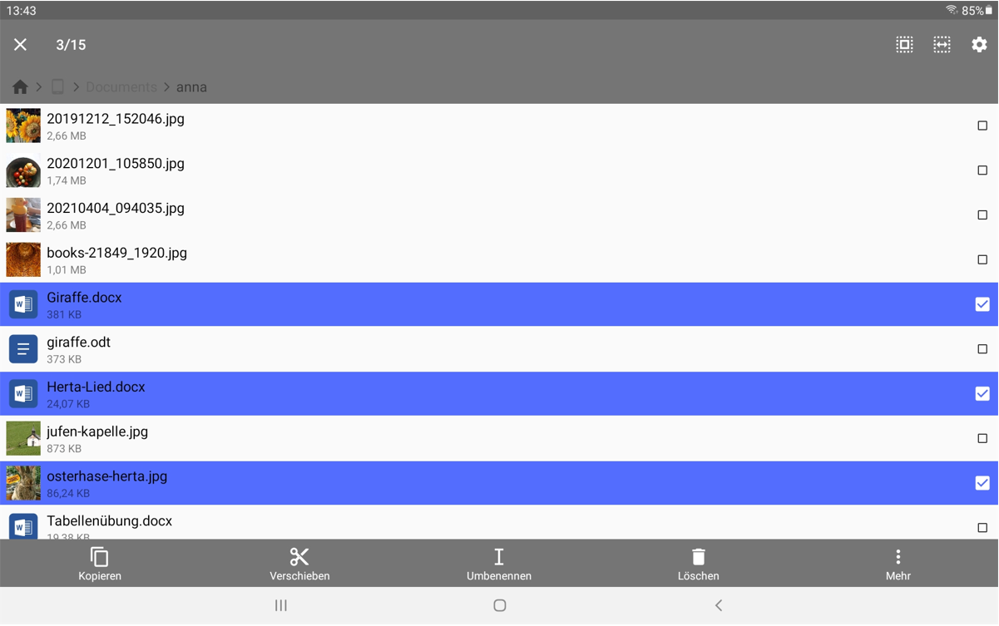 13:43
85%
3/15
Documents
anna
20191212_152046.jpg
2,66 MB
20201201_105850.jpg
1,74 MB
20210404_094035.jpg
2,66 MB
books-21849_1920.jpg
1,01 MB
Giraffe.docx
381 KB
giraffe.odt
373 KB
Herta-Lied.docx
24,07 KB
jufen-kapelle.jpg
873 KB
osterhase-herta.jpg
86,24 KB
Tabellenübung.docx
19,38 KB
Kopieren
Verschieben
Umbenennen
Löschen
Mehr